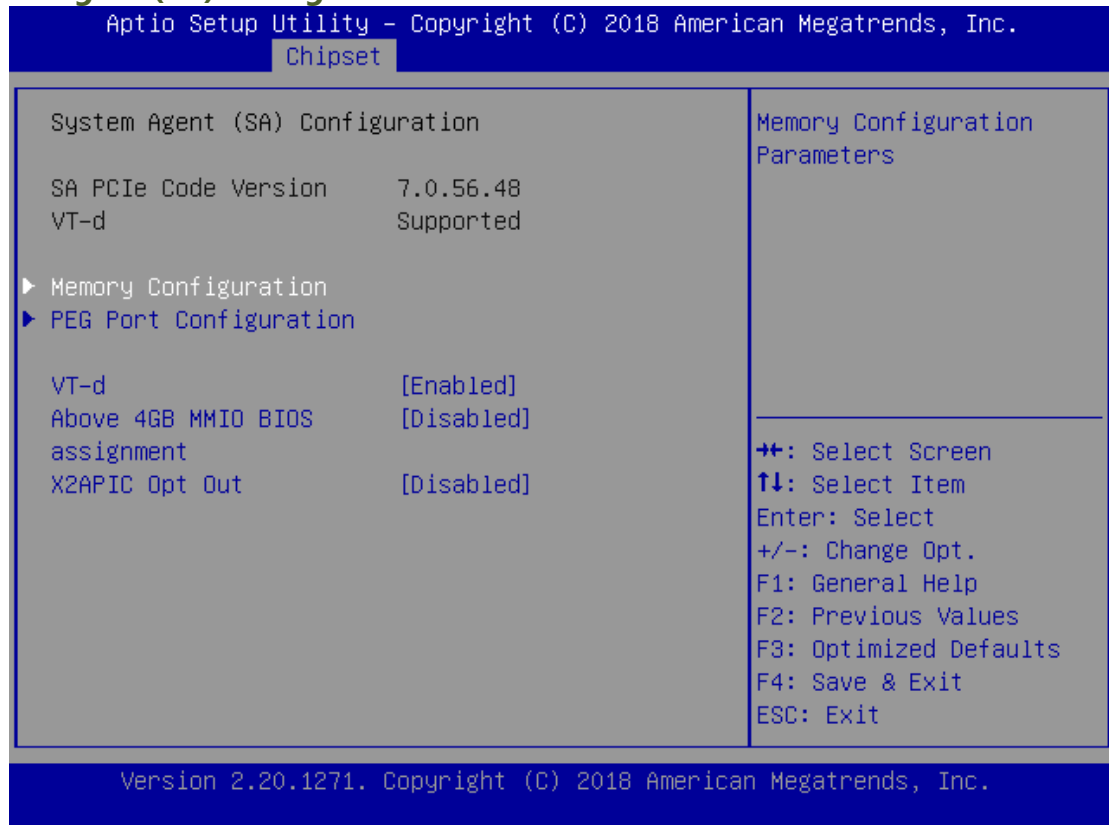 Aptio Setup Utility – Copyright (C) 2018 American Megatrends, Inc.
Chipset
System Agent (SA) Configuration
SA PCIe Code Version 7.0.56.48
VT-d Supported
Memory Configuration
PEG Port Configuration
VT-d [Enabled]
Above 4GB MMIO BIOS [Disabled]
assignment
X2APIC Opt Out [Disabled]
Memory Configuration
Parameters
→←: Select Screen
↑↓: Select Item
Enter: Select
+/-: Change Opt.
F1: General Help
F2: Previous Values
F3: Optimized Defaults
F4: Save & Exit
ESC: Exit
Version 2.20.1271. Copyright (C) 2018 American Megatrends, Inc.